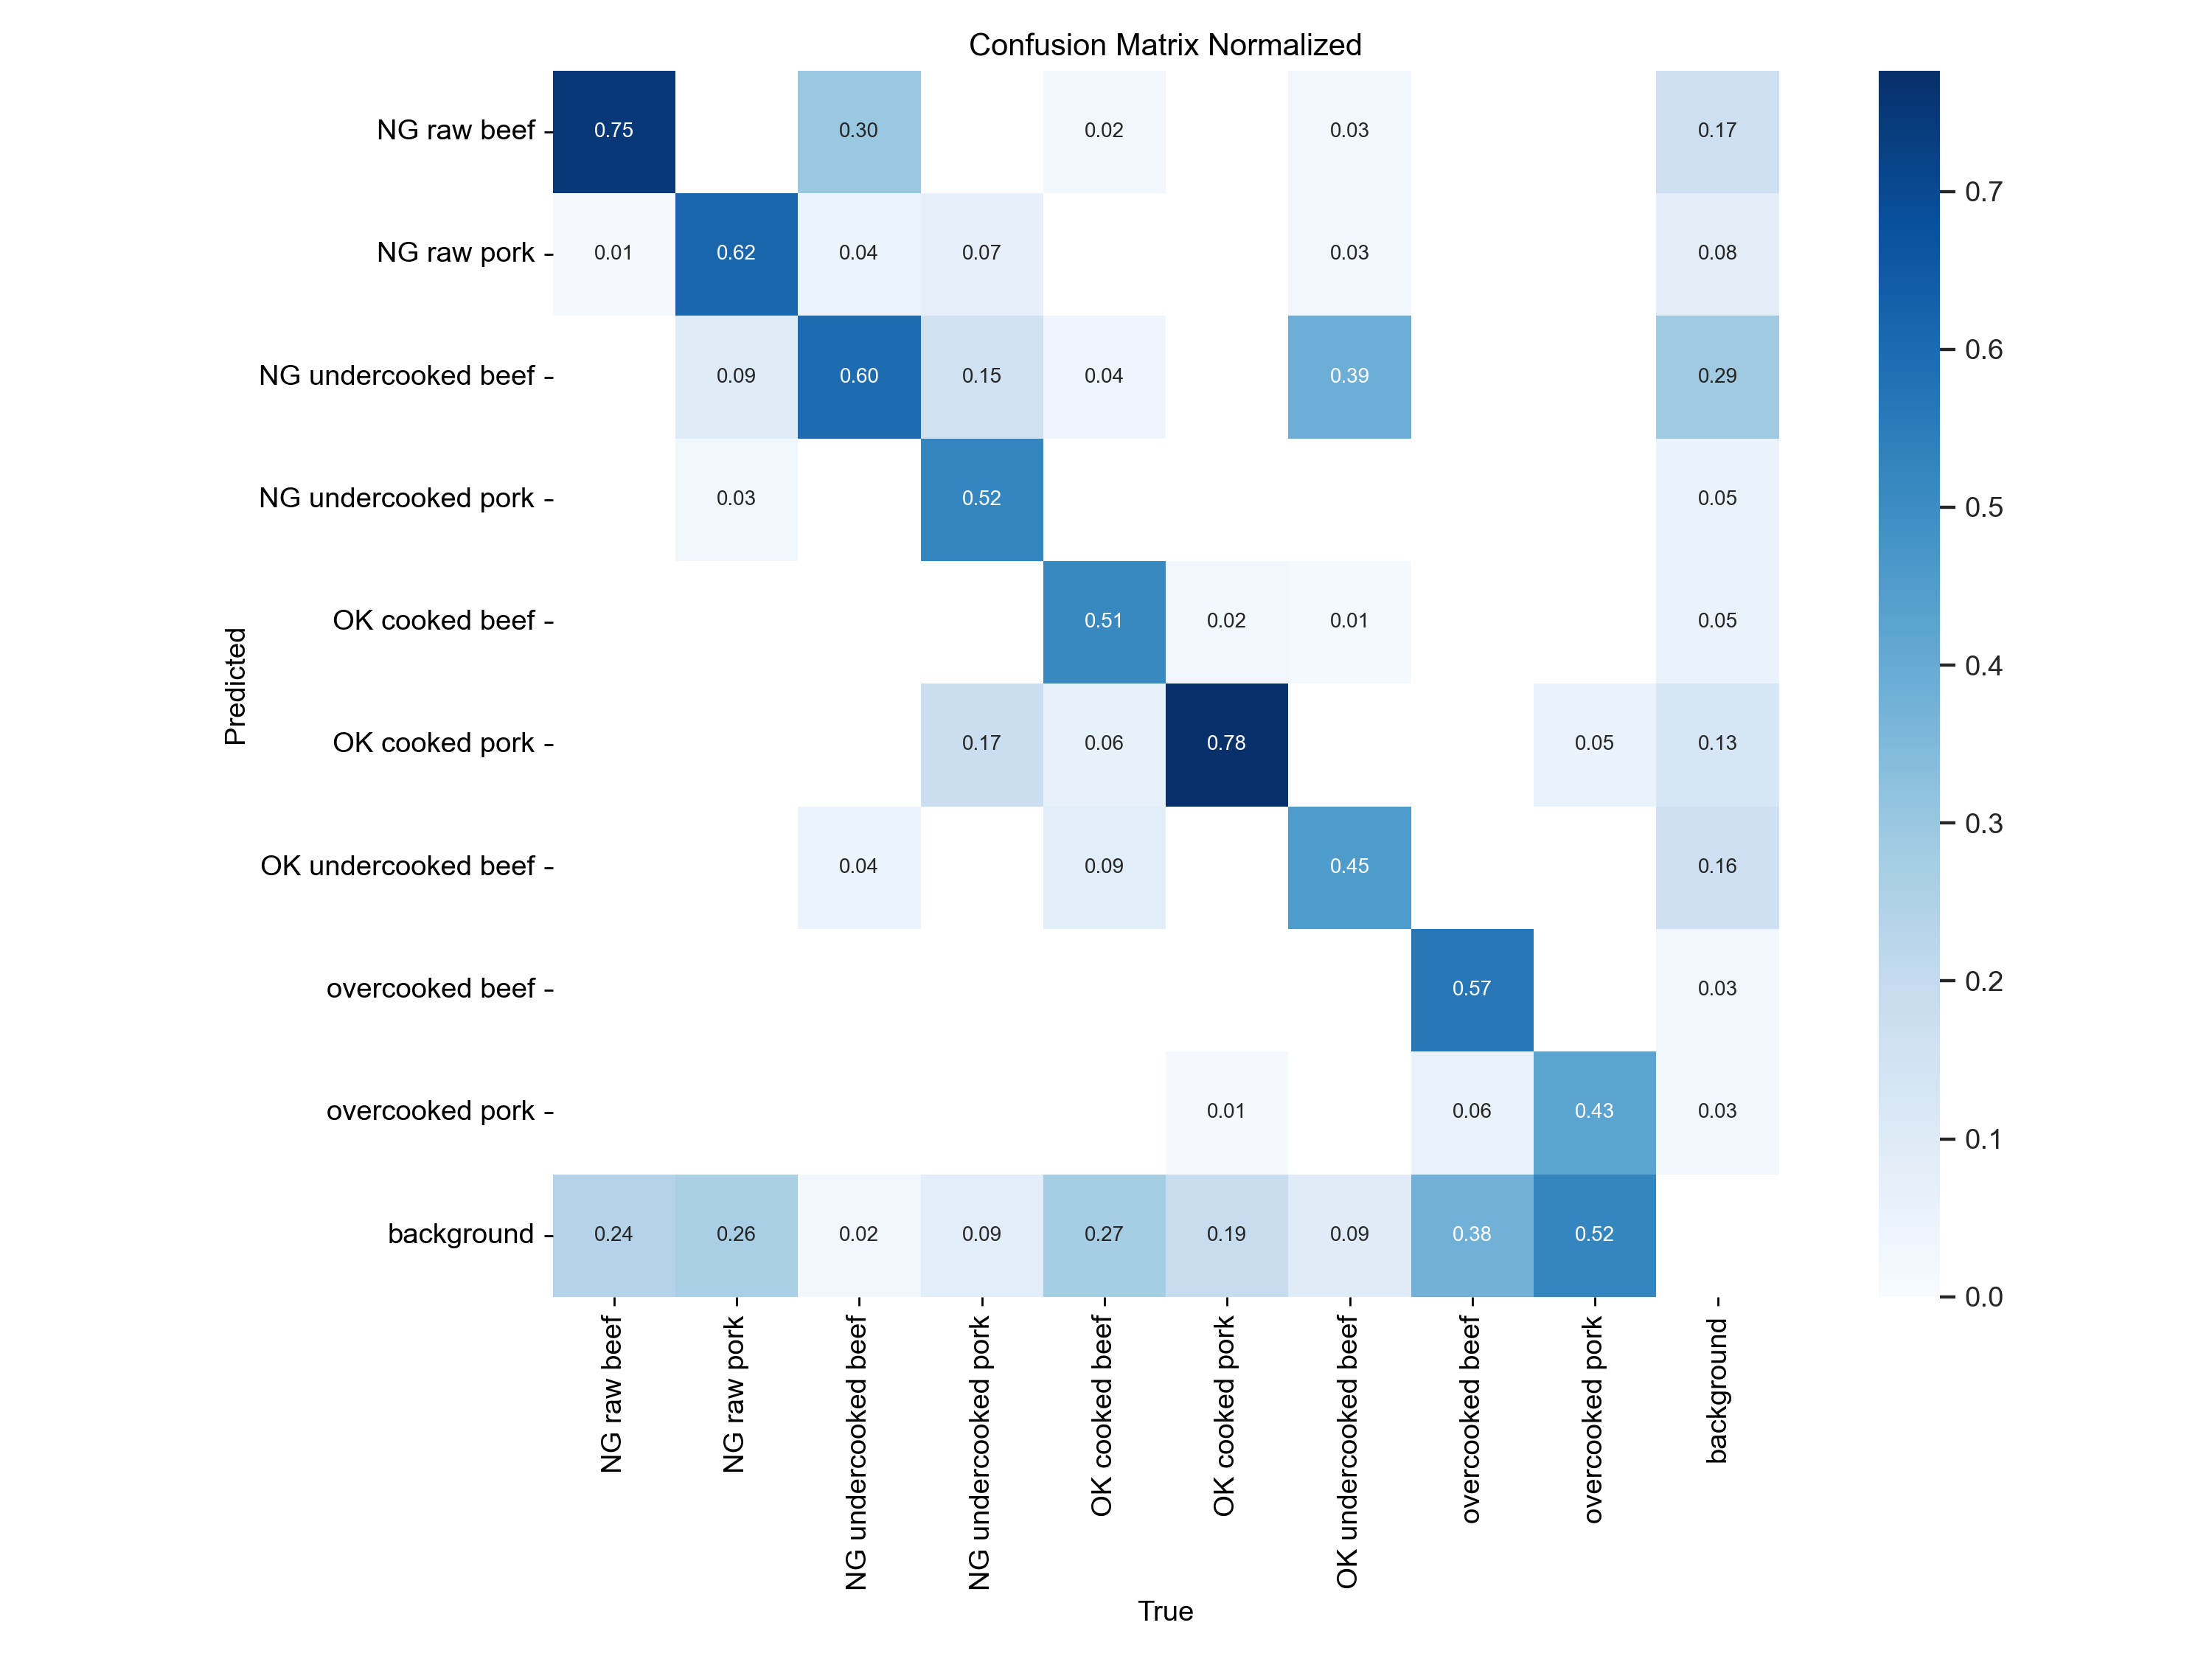 Confusion Matrix Normalized
NG raw beef 0.75 0.30 0.02 0.03 0.17
NG raw pork 0.01 0.62 0.04 0.07 0.03 0.08
NG undercooked beef 0.09 0.60 0.15 0.04 0.39 0.29
NG undercooked pork 0.03 0.52 0.05
OK cooked beef 0.51 0.02 0.01 0.05
OK cooked pork 0.17 0.06 0.78 0.05 0.13
OK undercooked beef 0.04 0.09 0.45 0.16
overcooked beef 0.57 0.03
overcooked pork 0.01 0.06 0.43 0.03
background 0.24 0.26 0.02 0.09 0.27 0.19 0.09 0.38 0.52
Predicted
NG raw beef
NG raw pork
NG undercooked beef
NG undercooked pork
OK cooked beef
OK cooked pork
OK undercooked beef
overcooked beef
overcooked pork
background
True
0.7
0.6
0.5
0.4
0.3
0.2
0.1
0.0